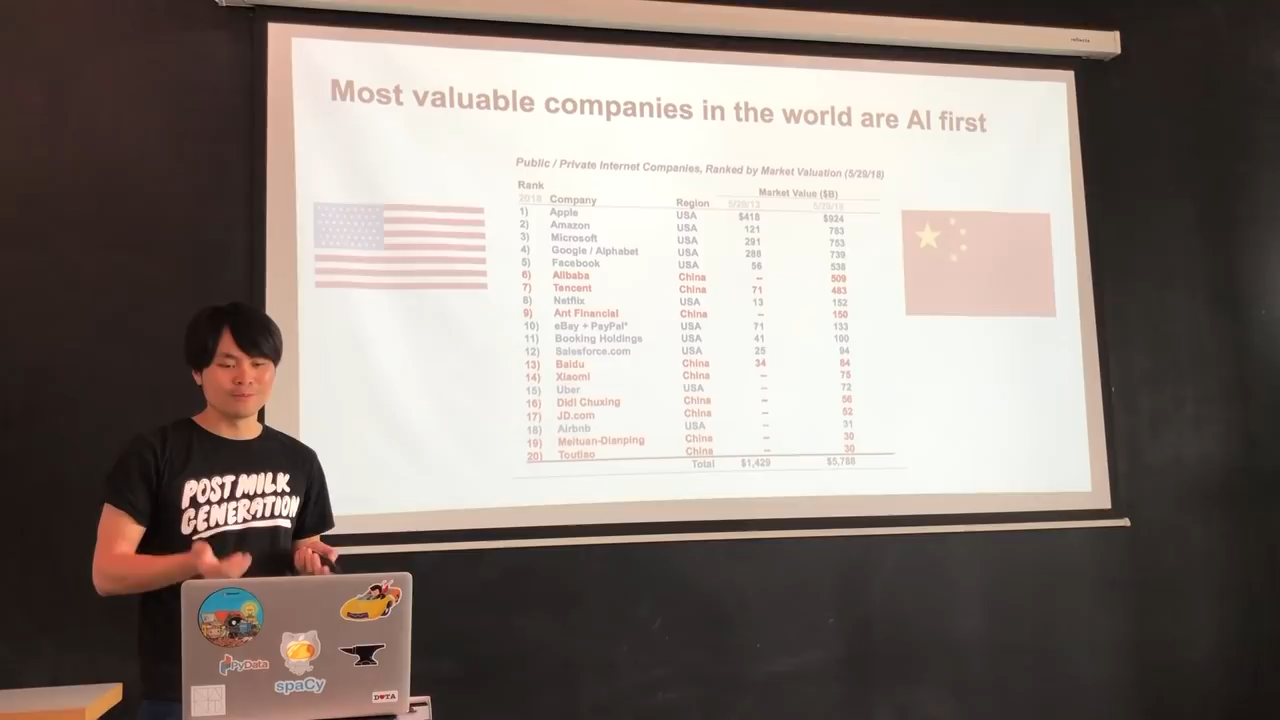 Most valuable companies in the world are AI first
Public / Private Internet Companies, Ranked by Market Valuation (5/29/18)
Rank Market Value ($B)
2018 Company Region 5/29/13 5/29/18
1) Apple USA $418 $924
2) Amazon USA 121 783
3) Microsoft USA 291 753
4) Google / Alphabet USA 288 739
5) Facebook USA 56 538
6) Alibaba China -- 509
7) Tencent China 71 483
8) Netflix USA 13 152
9) Ant Financial China -- 150
10) eBay + PayPal* USA 71 133
11) Booking Holdings USA 41 100
12) Salesforce.com USA 25 94
13) Baidu China 34 84
14) Xiaomi China -- 75
15) Uber USA -- 72
16) Didi Chuxing China -- 56
17) JD.com China -- 52
18) Airbnb USA -- 31
19) Meituan-Dianping China -- 30
20) Toutiao China -- 30
Total $1,429 $5,788
POST MILK
GENERATION
PyData
spaCy